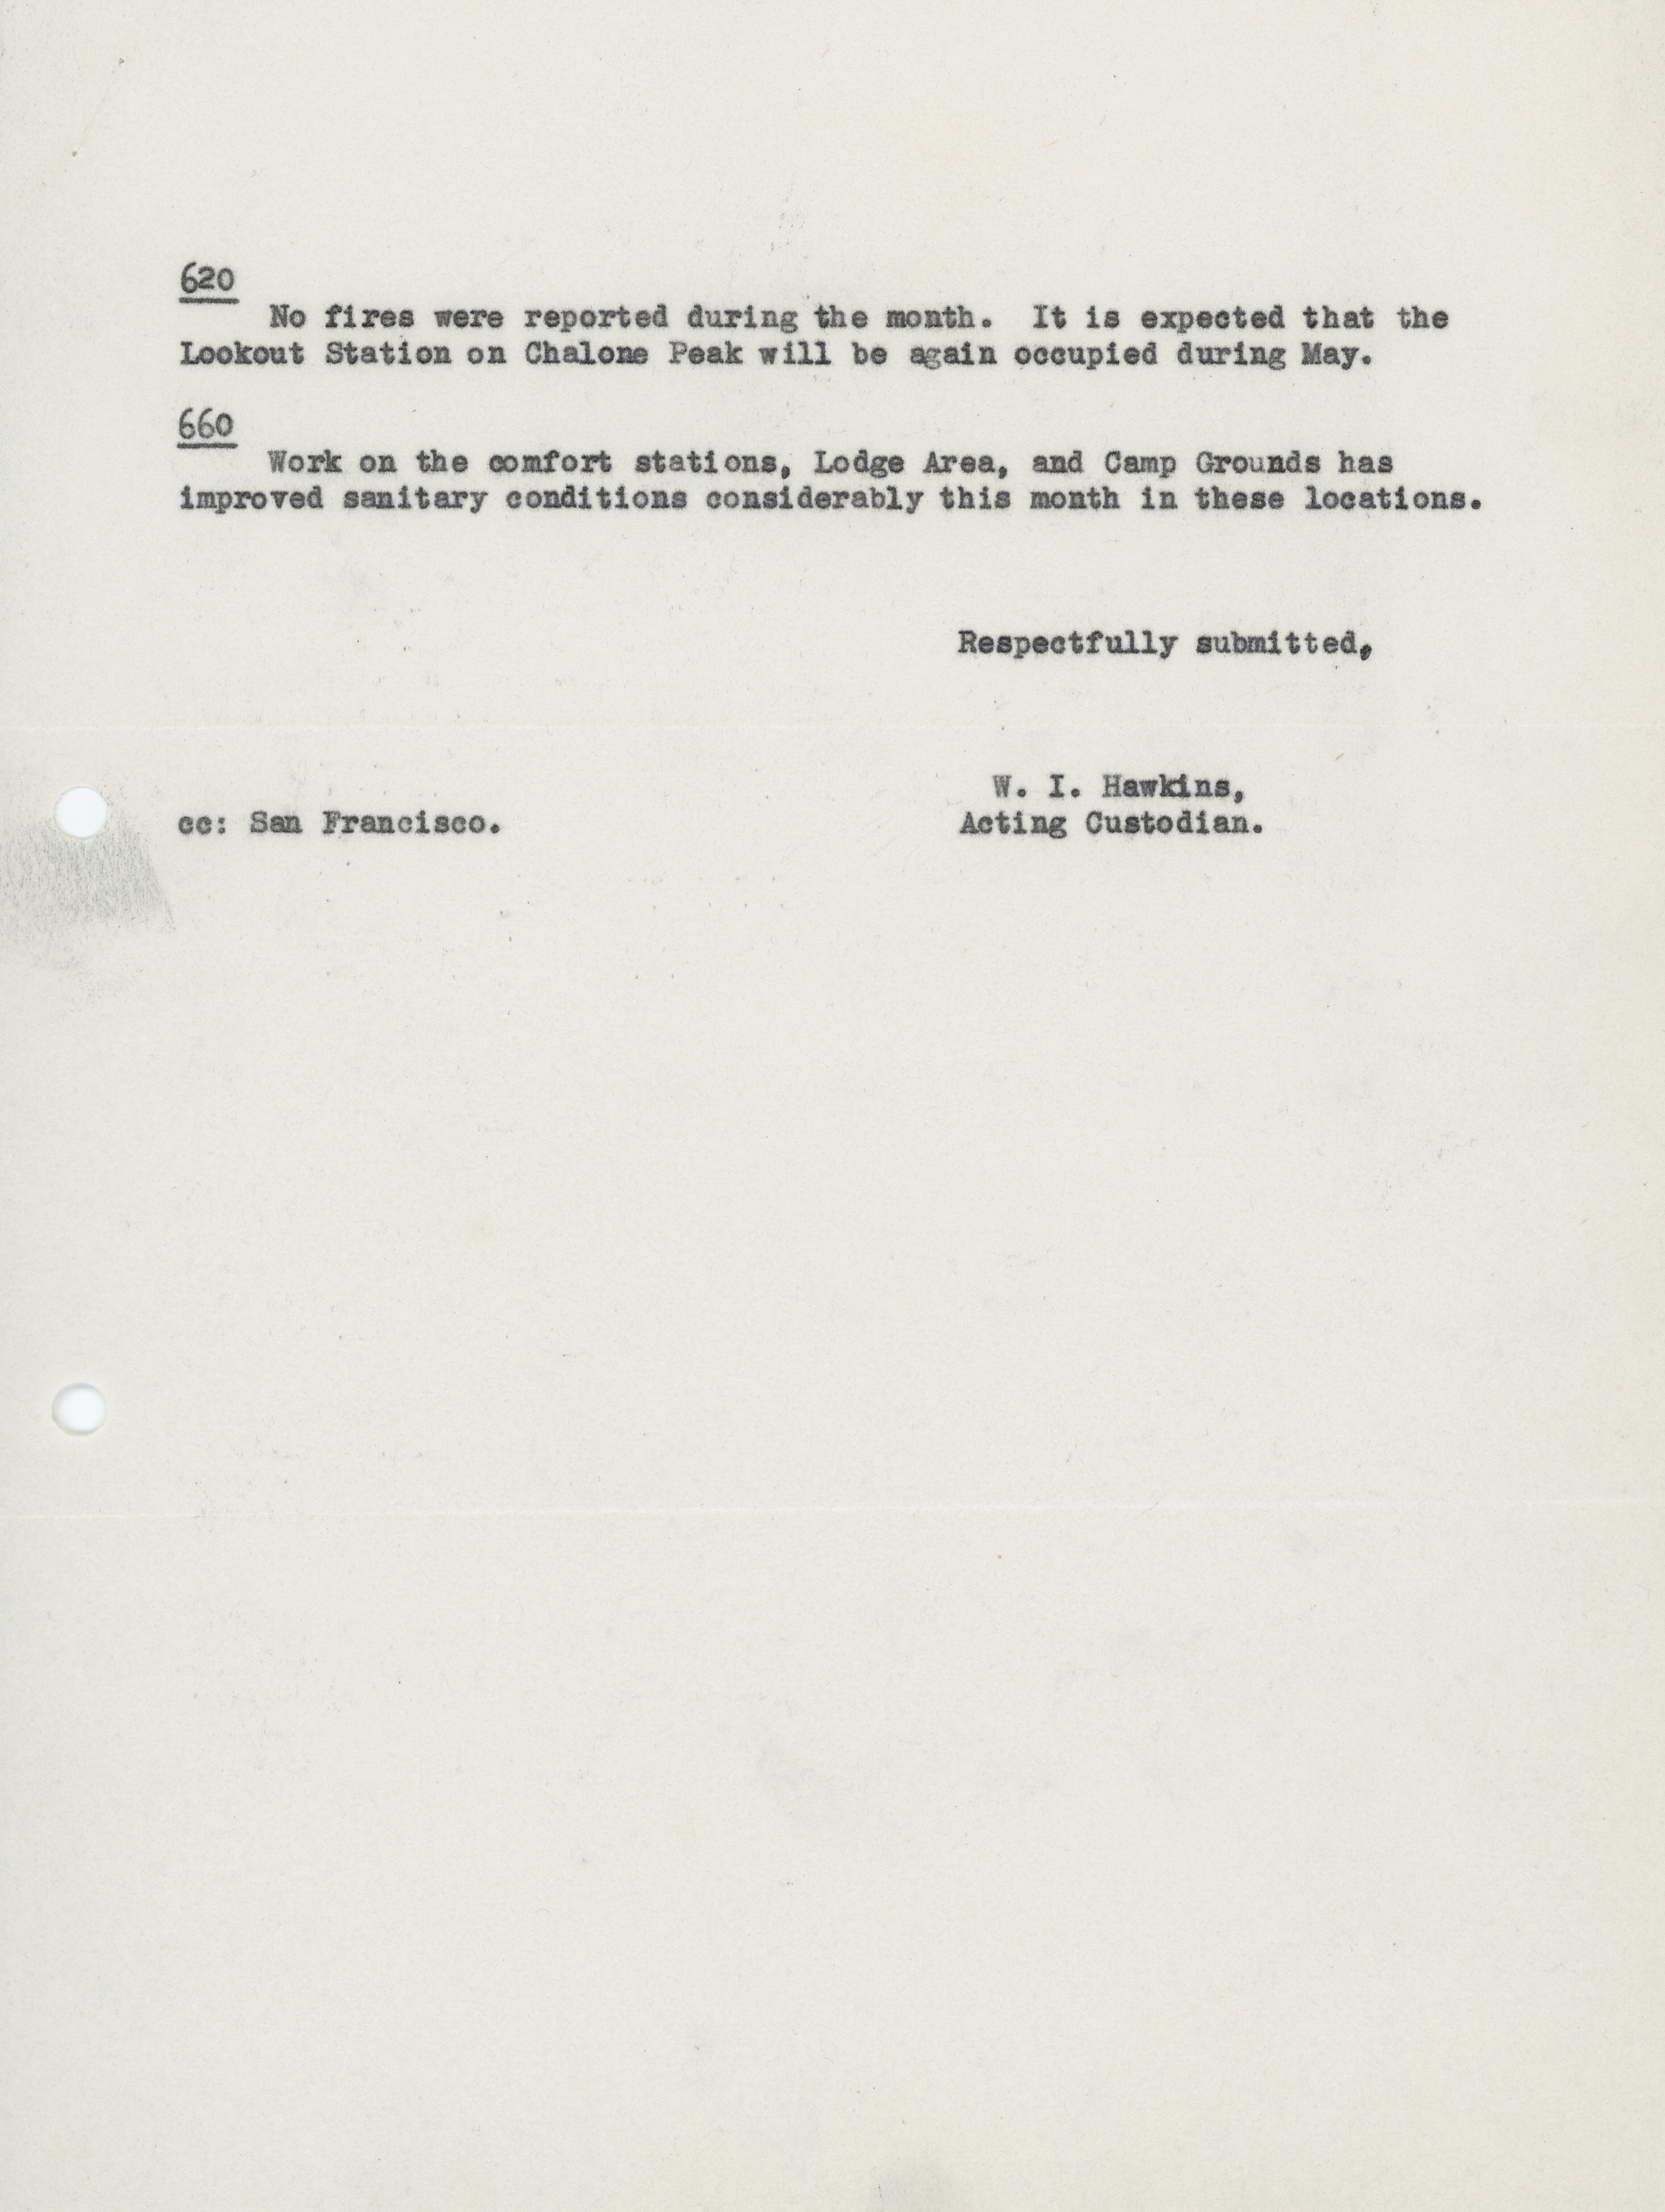 620
No fires were reported during the month. It is expected that the
Lookout Station on Chalone Peak will be again occupied during May.
660
Work on the comfort stations, Lodge Area, and Camp Grounds has
improved sanitary conditions considerably this month in these locations.
Respectfully submitted,
W. I. Hawkins,
cc: San Francisco. Acting Custodian.